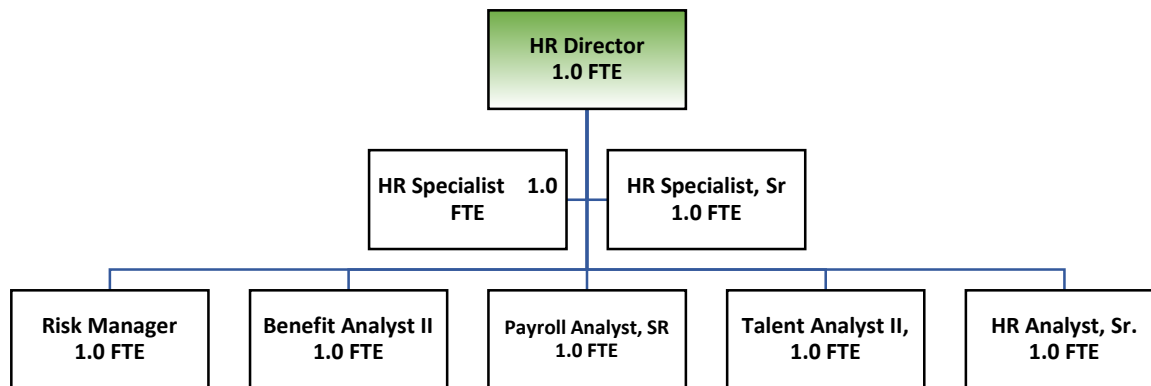 HR Director
1.0 FTE
HR Specialist 1.0
FTE
HR Specialist, Sr
1.0 FTE
Risk Manager
1.0 FTE
Benefit Analyst II
1.0 FTE
Payroll Analyst, SR
1.0 FTE
Talent Analyst II,
1.0 FTE
HR Analyst, Sr.
1.0 FTE